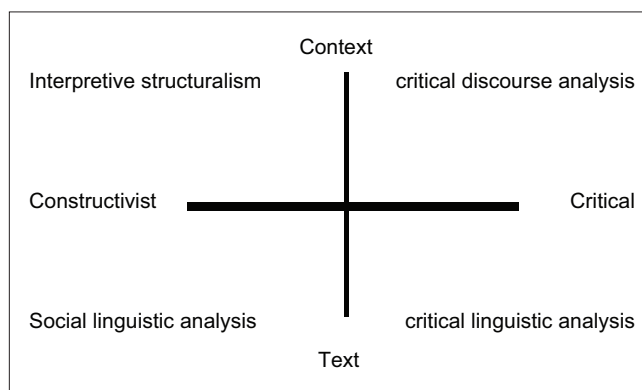 Context
Interpretive structuralism
critical discourse analysis
Constructivist
Critical
Social linguistic analysis
critical linguistic analysis
Text